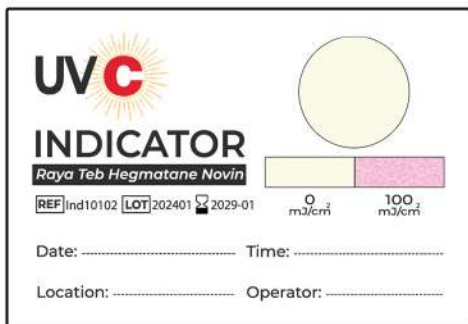 UVC
INDICATOR
Raya Teb Hegmatane Novin
REF Ind10102 LOT 202401 2029-01
0 100
mJ/cm² mJ/cm²
Date: Time:
Location: Operator: